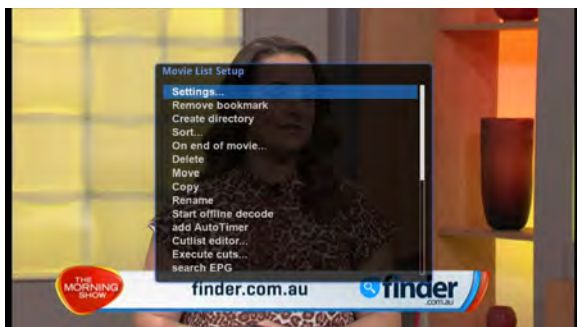 Movie List Setup
Settings...
Remove bookmark
Create directory
Sort...
On end of movie...
Delete
Move
Copy
Rename
Start offline decode
add AutoTimer
Cutlist editor...
Execute cuts...
search EPG
THE
MORNING
SHOW
finder.com.au
finder
.com.au